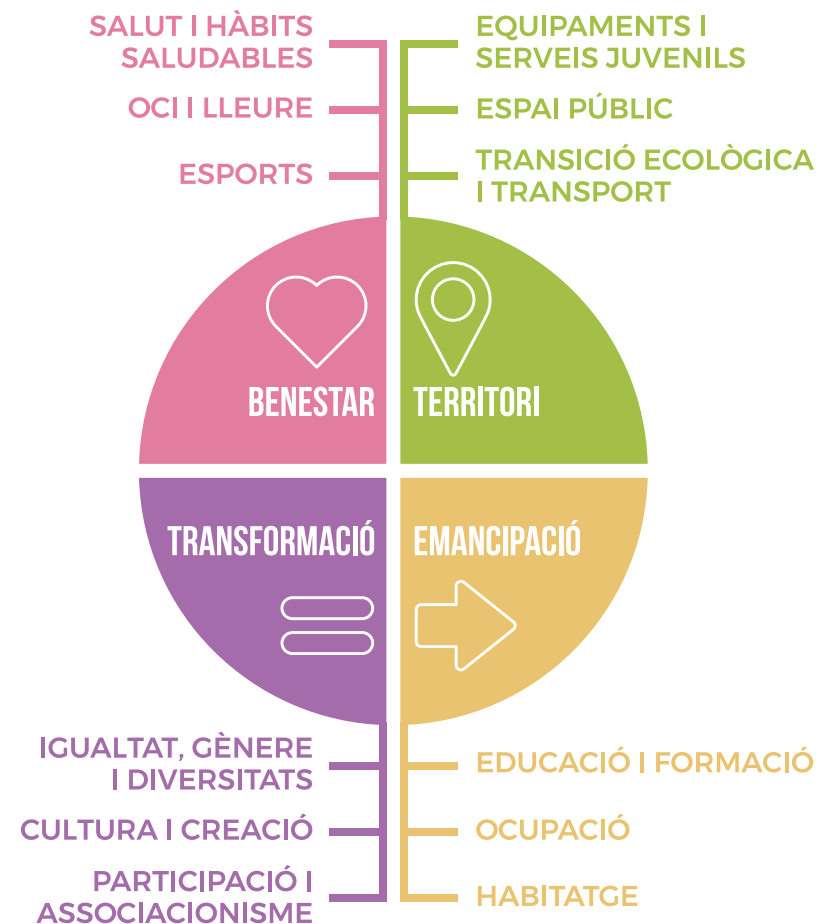 SALUT I HÀBITS
SALUDABLES
OCI I LLEURE
ESPORTS
EQUIPAMENTS I
SERVEIS JUVENILS
ESPAI PÚBLIC
TRANSICIÓ ECOLÒGICA
I TRANSPORT
BENESTAR
TERRITORI
TRANSFORMACIÓ
EMANCIPACIÓ
IGUALTAT, GÈNERE
I DIVERSITATS
CULTURA I CREACIÓ
PARTICIPACIÓ I
ASSOCIACIONISME
EDUCACIÓ I FORMACIÓ
OCUPACIÓ
HABITATGE